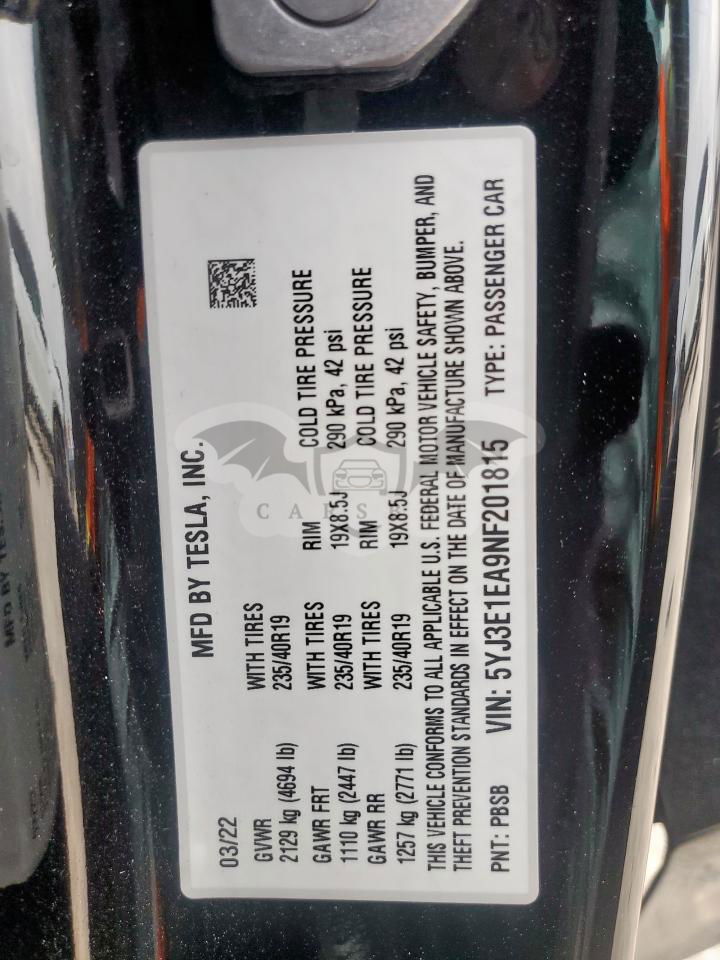 MFD BY TESLA, INC.
03/22
GVWR WITH TIRES
2129 kg (4694 lb) 235/40R19
GAWR FRT WITH TIRES RIM COLD TIRE PRESSURE
1110 kg (2447 lb) 235/40R19 19X8.5J 290 kPa, 42 psi
GAWR RR WITH TIRES RIM COLD TIRE PRESSURE
1257 kg (2771 lb) 235/40R19 19X8.5J 290 kPa, 42 psi
THIS VEHICLE CONFORMS TO ALL APPLICABLE U.S. FEDERAL MOTOR VEHICLE SAFETY, BUMPER, AND
THEFT PREVENTION STANDARDS IN EFFECT ON THE DATE OF MANUFACTURE SHOWN ABOVE.
PNT: PBSB VIN: 5YJ3E1EA9NF201815 TYPE: PASSENGER CAR